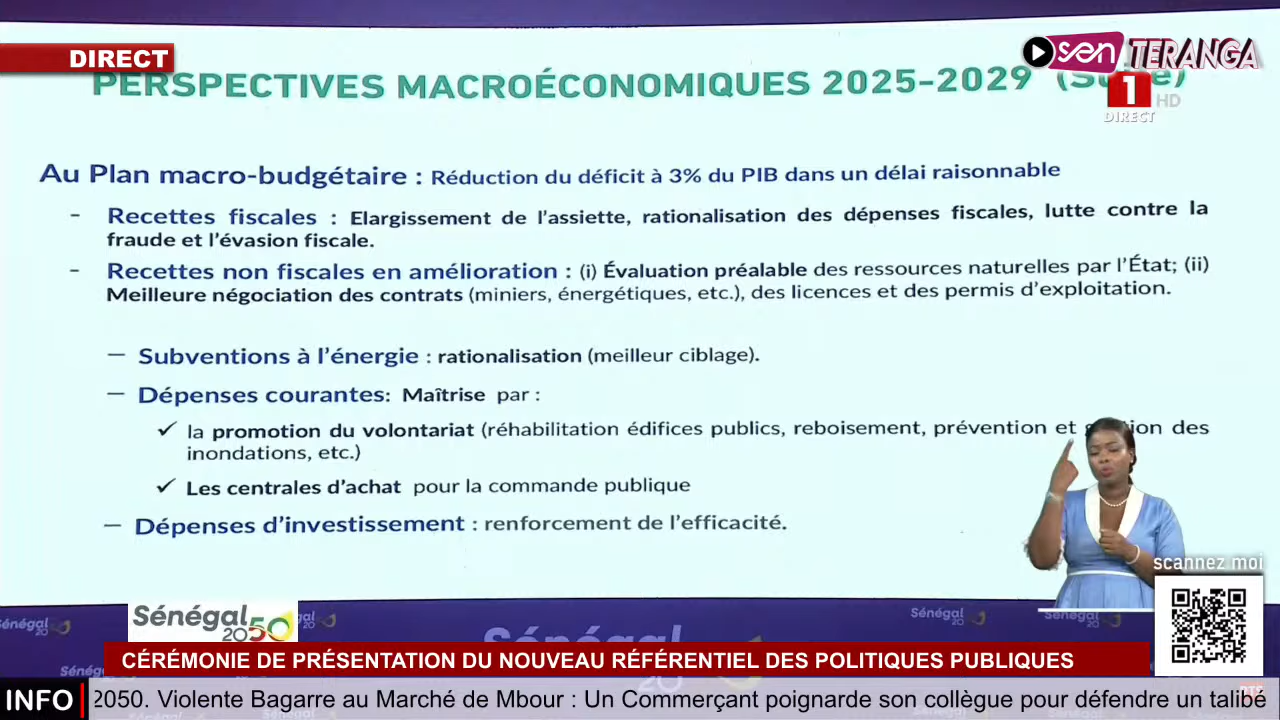 DIRECT
sen TERANGA
PERSPECTIVES MACROÉCONOMIQUES 2025-2029 (Suite)
1 HD
DIRECT
Au Plan macro-budgétaire : Réduction du déficit à 3% du PIB dans un délai raisonnable
- Recettes fiscales : Elargissement de l'assiette, rationalisation des dépenses fiscales, lutte contre la
fraude et l'évasion fiscale.
- Recettes non fiscales en amélioration : (i) Évaluation préalable des ressources naturelles par l'État; (ii)
Meilleure négociation des contrats (miniers, énergétiques, etc.), des licences et des permis d'exploitation.
– Subventions à l'énergie : rationalisation (meilleur ciblage).
– Dépenses courantes: Maîtrise par :
✓ la promotion du volontariat (réhabilitation édifices publics, reboisement, prévention et gestion des
inondations, etc.)
✓ Les centrales d'achat pour la commande publique
– Dépenses d'investissement : renforcement de l'efficacité.
scannez moi
Sénégal
2050
Sénégal
Sénégal
Sénégal
Sénégal
20
CÉRÉMONIE DE PRÉSENTATION DU NOUVEAU RÉFÉRENTIEL DES POLITIQUES PUBLIQUES
INFO 2050. Violente Bagarre au Marché de Mbour : Un Commerçant poignarde son collègue pour défendre un talibé